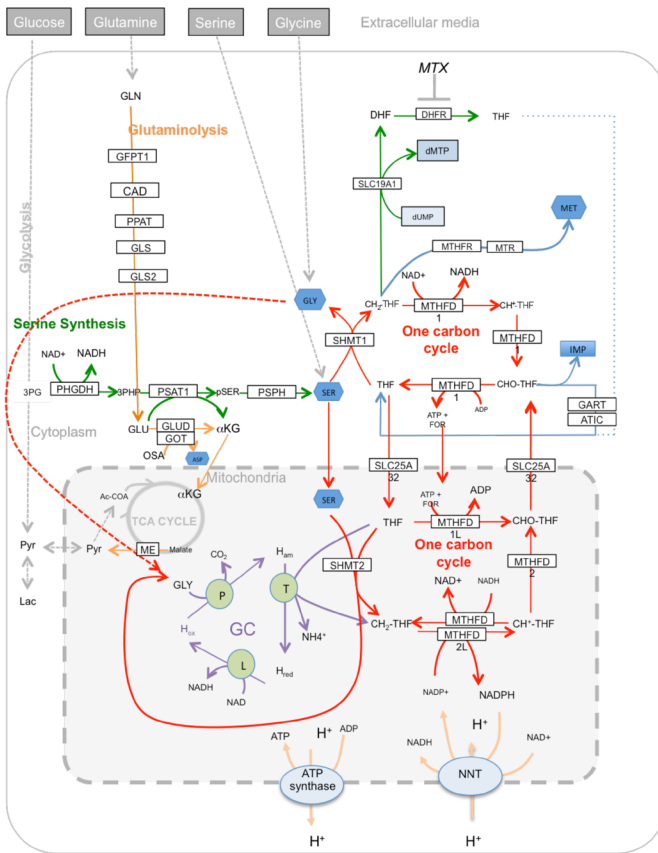 Glucose
Glutamine
Serine
Glycine
Extracellular media
MTX
GLN
DHF
DHFR
THF
Glutaminolysis
dMTP
GFPT1
SLC19A1
CAD
dUMP
MET
PPAT
Glycolysis
GLS
MTHFR
MTR
GLS2
NAD+
NADH
GLY
CH2-THF
MTHFD
1
CH+-THF
Serine Synthesis
SHMT1
One carbon
cycle
MTHFD
1
NAD+
NADH
IMP
3PG
PHGDH
3PHP
PSAT1
pSER
PSPH
SER
THF
MTHFD
1
CHO-THF
ATP +
FOR
ADP
GART
ATIC
Cytoplasm
GLU
GLUD
GOT
αKG
OSA
ASP
SLC25A
32
SLC25A
32
Mitochondria
αKG
Ac-COA
SER
ATP +
FOR
ADP
TCA CYCLE
THF
MTHFD
1L
CHO-THF
Pyr
Pyr
ME
Malate
One carbon
cycle
CO2
Ham
SHMT2
MTHFD
2
Lac
GLY
P
T
NAD+
NADH
Hox
GC
NH4+
CH2-THF
MTHFD
MTHFD
2L
CH+-THF
L
Hred
NADH
NAD
NADP+
NADPH
ATP
H+
ADP
H+
NADH
NAD+
ATP
synthase
NNT
H+
H+